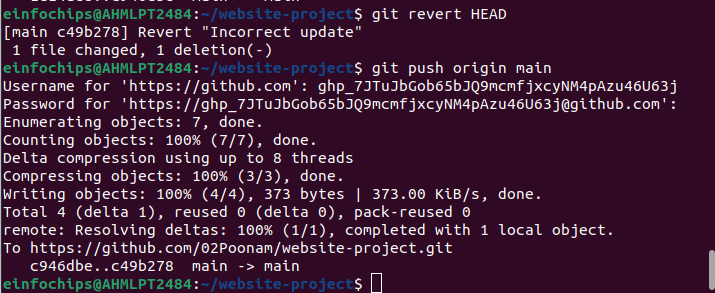 einfochips@AHMLPT2484:~/website-project$ git revert HEAD
[main c49b278] Revert "Incorrect update"
1 file changed, 1 deletion(-)
einfochips@AHMLPT2484:~/website-project$ git push origin main
Username for 'https://github.com': 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
Password for 'https://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@github.com':
Enumerating objects: 7, done.
Counting objects: 100% (7/7), done.
Delta compression using up to 8 threads
Compressing objects: 100% (3/3), done.
Writing objects: 100% (4/4), 373 bytes | 373.00 KiB/s, done.
Total 4 (delta 1), reused 0 (delta 0), pack-reused 0
remote: Resolving deltas: 100% (1/1), completed with 1 local object.
To https://github.com/02Poonam/website-project.git
c946dbe..c49b278  main -> main
einfochips@AHMLPT2484:~/website-project$